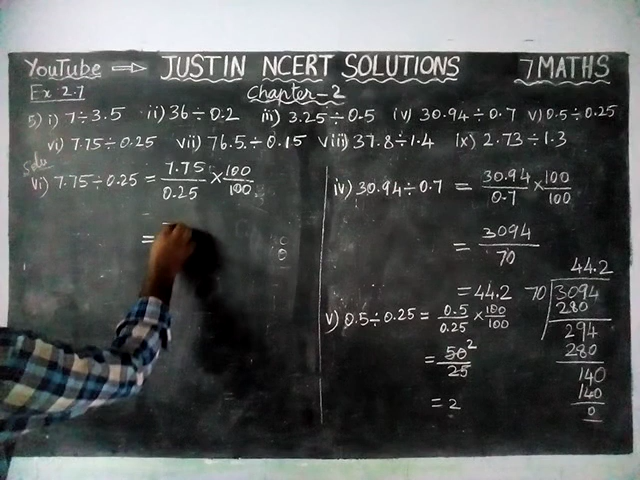 YouTube ⇒ JUSTIN NCERT SOLUTIONS 7 MATHS
Ex: 2.7 Chapter-2
5) i) 7÷3.5 ii) 36÷0.2 iii) 3.25÷0.5 iv) 30.94÷0.7 v) 0.5÷0.25
vi) 7.75÷0.25 vii) 76.5÷0.15 viii) 37.8÷1.4 ix) 2.73÷1.3
Solu
vi) 7.75÷0.25 = 7.75/0.25 × 100/100
=
iv) 30.94÷0.7 = 30.94/0.7 × 100/100
= 3094/70
= 44.2
v) 0.5÷0.25 = 0.5/0.25 × 100/100
= 50/25 2
= 2
44.2
70 3094
280
294
280
140
140
0